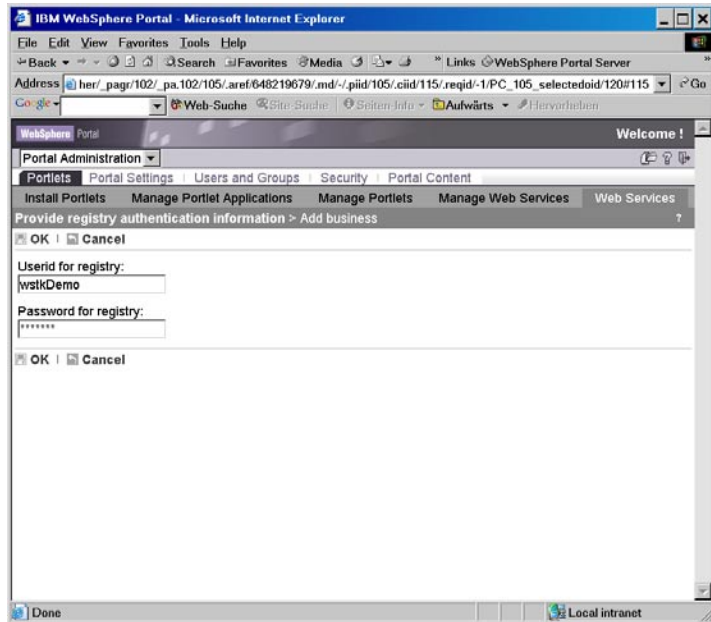 IBM WebSphere Portal - Microsoft Internet Explorer
File Edit View Favorites Tools Help
Back Search Favorites Media » Links WebSphere Portal Server »
Address her/_pagr/102/_pa.102/105/.aref/648219679/.md/-/.piid/105/.ciid/115/.reqid/-1/PC_105_selectedoid/120#115 Go
Google Web-Suche Site-Suche Seiten-Info Aufwärts Hervorheben
WebSphere Portal Welcome !
Portal Administration
Portlets Portal Settings Users and Groups Security Portal Content
Install Portlets Manage Portlet Applications Manage Portlets Manage Web Services Web Services
Provide registry authentication information > Add business ?
OK | Cancel
Userid for registry:
wstkDemo
Password for registry:
*******
OK | Cancel
Done Local intranet